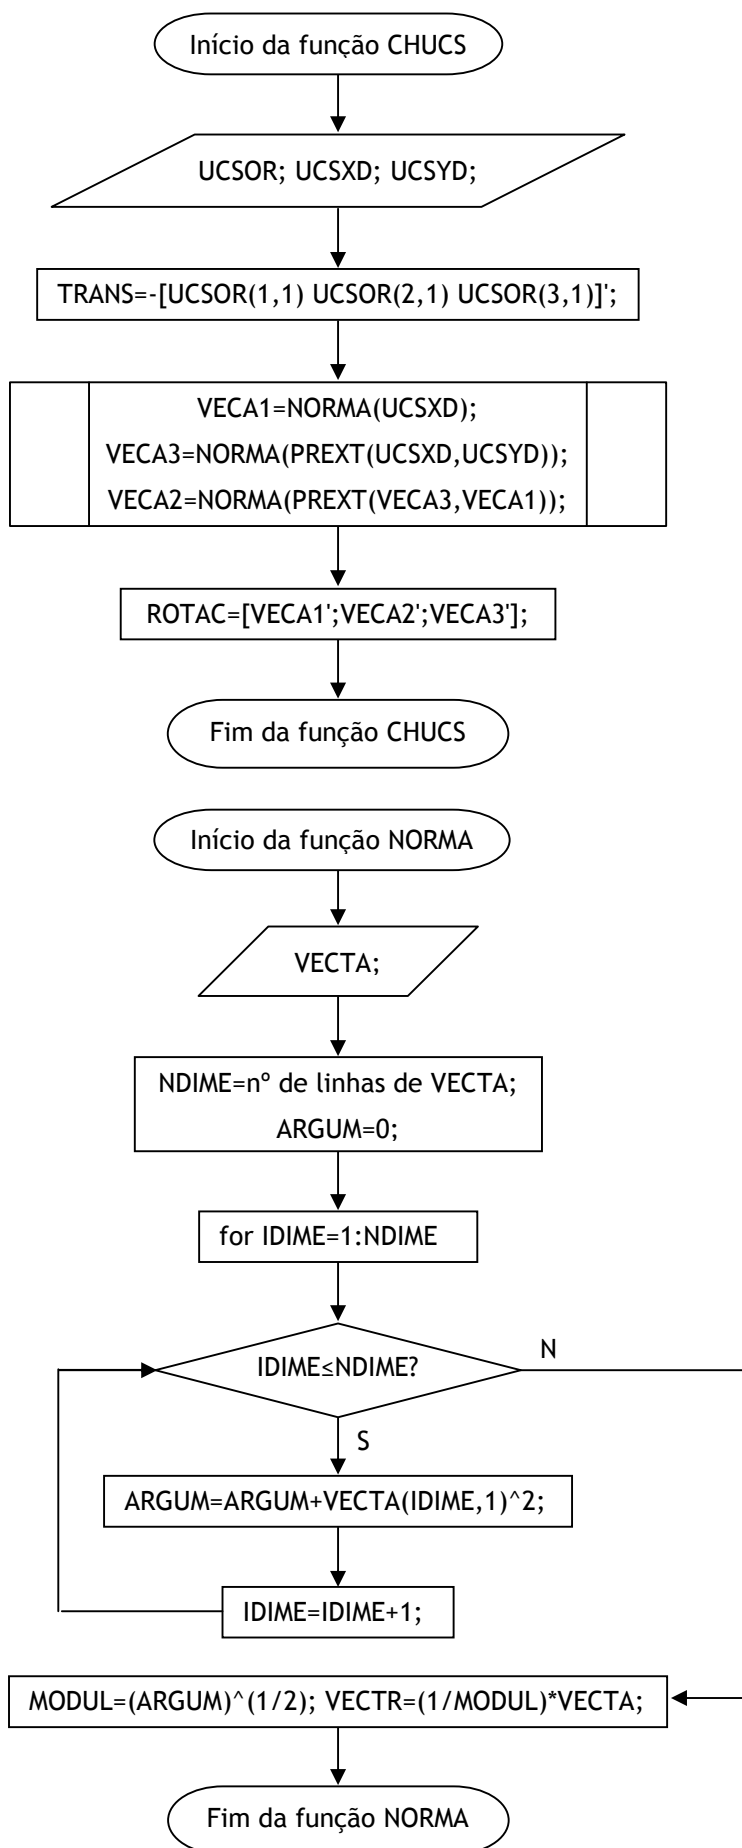 Início da função CHUCS
UCSOR; UCSXD; UCSYD;
TRANS=-[UCSOR(1,1) UCSOR(2,1) UCSOR(3,1)]';
VECA1=NORMA(UCSXD);
VECA3=NORMA(PREXT(UCSXD,UCSYD));
VECA2=NORMA(PREXT(VECA3,VECA1));
ROTAC=[VECA1';VECA2';VECA3'];
Fim da função CHUCS
Início da função NORMA
VECTA;
NDIME=nº de linhas de VECTA;
ARGUM=0;
for IDIME=1:NDIME
IDIME≤NDIME?
N
S
ARGUM=ARGUM+VECTA(IDIME,1)^2;
IDIME=IDIME+1;
MODUL=(ARGUM)^(1/2); VECTR=(1/MODUL)*VECTA;
Fim da função NORMA